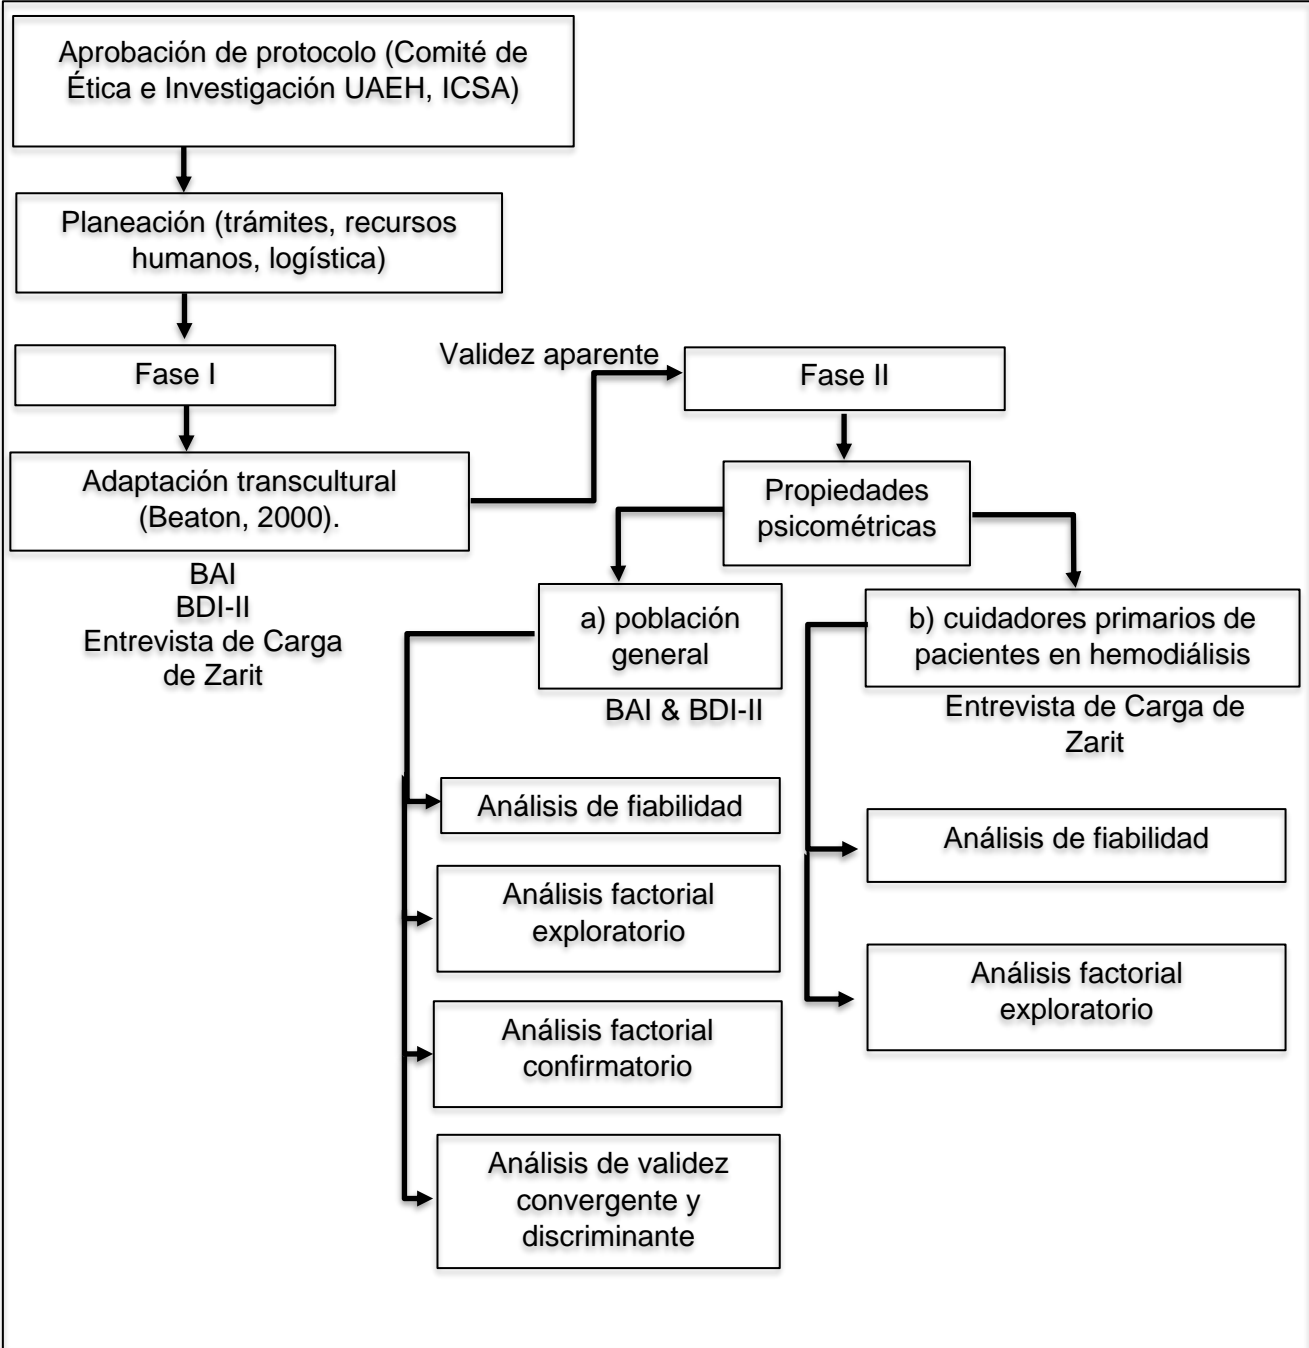 Aprobación de protocolo (Comité de
Ética e Investigación UAEH, ICSA)
Planeación (trámites, recursos
humanos, logística)
Fase I
Validez aparente
Fase II
Adaptación transcultural
(Beaton, 2000).
BAI
BDI-II
Entrevista de Carga
de Zarit
Propiedades
psicométricas
a) población
general
BAI & BDI-II
b) cuidadores primarios de
pacientes en hemodiálisis
Entrevista de Carga de
Zarit
Análisis de fiabilidad
Análisis factorial
exploratorio
Análisis factorial
confirmatorio
Análisis de validez
convergente y
discriminante
Análisis de fiabilidad
Análisis factorial
exploratorio